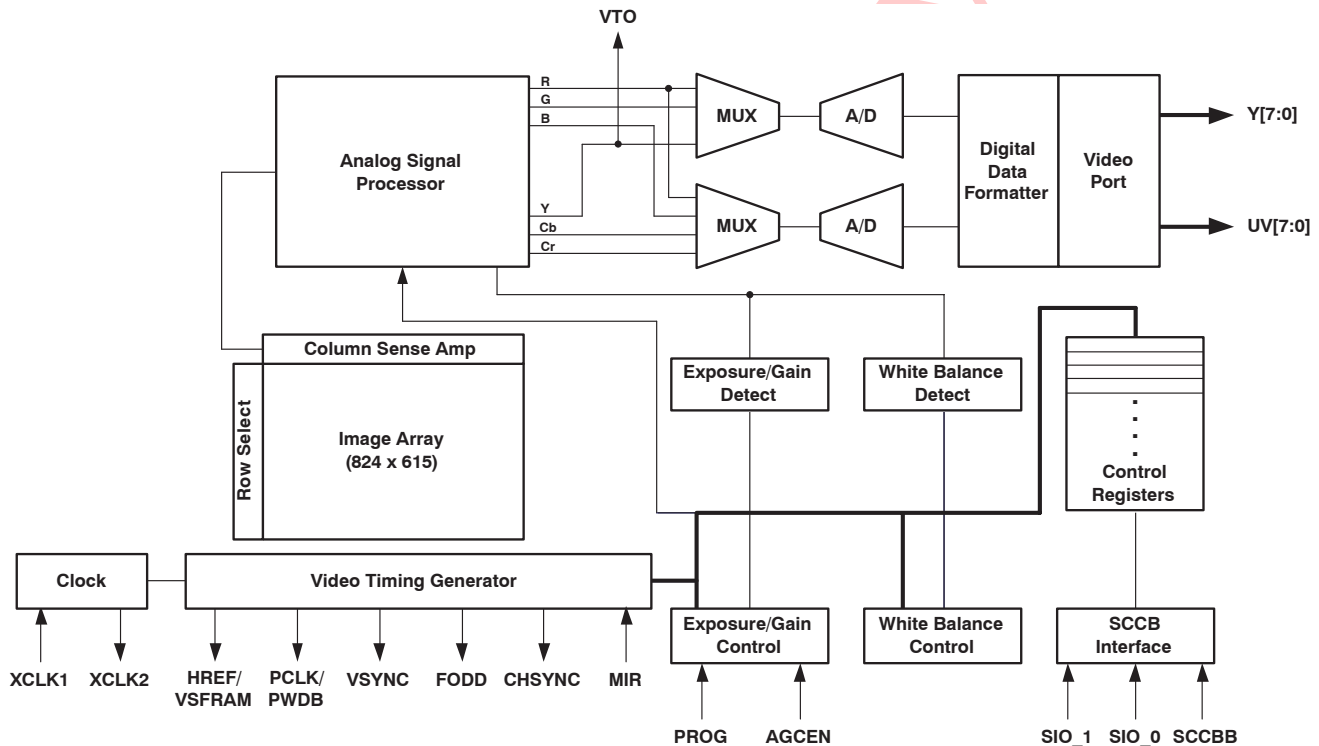 VTO
R
G
B
Y
Cb
Cr
Analog Signal
Processor
MUX
A/D
MUX
A/D
Digital
Data
Formatter
Video
Port
Y[7:0]
UV[7:0]
Column Sense Amp
Row Select
Image Array
(824 x 615)
Exposure/Gain
Detect
White Balance
Detect
Control
Registers
Clock
Video Timing Generator
Exposure/Gain
Control
White Balance
Control
SCCB
Interface
XCLK1
XCLK2
HREF/
VSFRAM
PCLK/
PWDB
VSYNC
FODD
CHSYNC
MIR
PROG
AGCEN
SIO_1
SIO_0
SCCBB